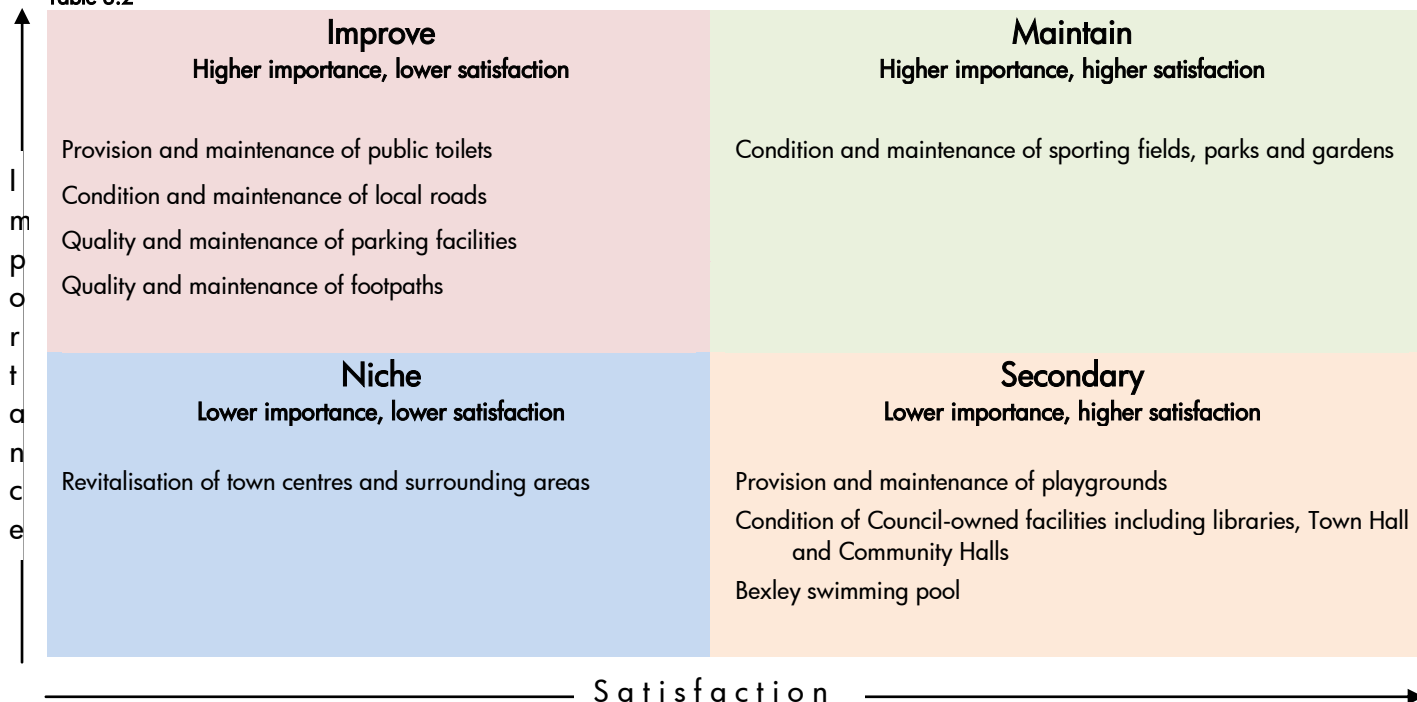 Table 6.2
Improve
Higher importance, lower satisfaction
Provision and maintenance of public toilets
Condition and maintenance of local roads
Quality and maintenance of parking facilities
Quality and maintenance of footpaths
Maintain
Higher importance, higher satisfaction
Condition and maintenance of sporting fields, parks and gardens
Importance
Niche
Lower importance, lower satisfaction
Revitalisation of town centres and surrounding areas
Secondary
Lower importance, higher satisfaction
Provision and maintenance of playgrounds
Condition of Council-owned facilities including libraries, Town Hall
and Community Halls
Bexley swimming pool
Satisfaction